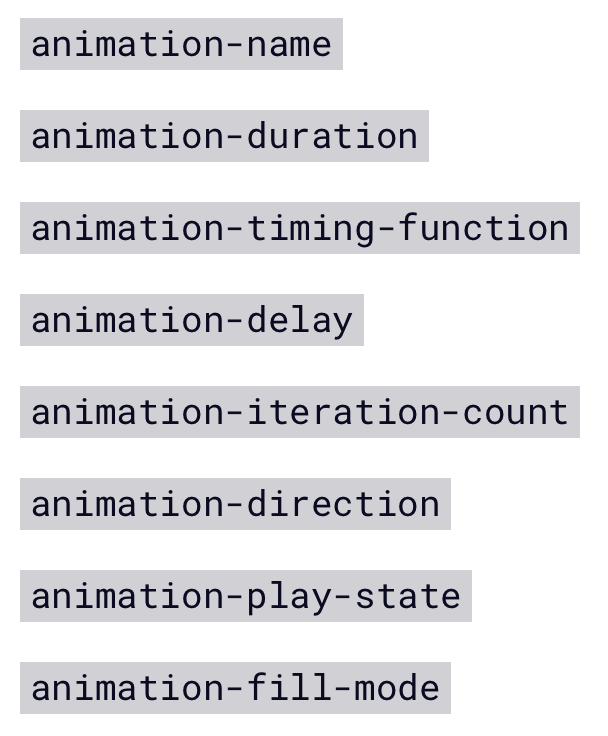 animation-name
animation-duration
animation-timing-function
animation-delay
animation-iteration-count
animation-direction
animation-play-state
animation-fill-mode